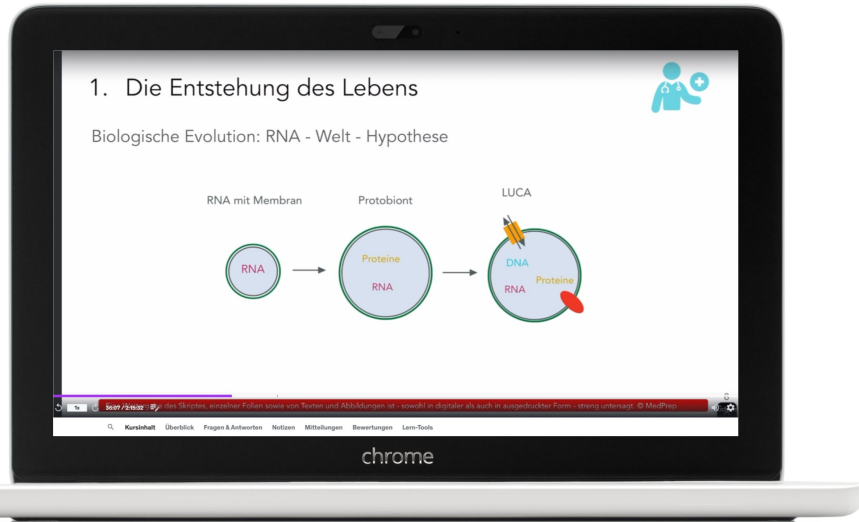 1. Die Entstehung des Lebens
Biologische Evolution: RNA - Welt - Hypothese
RNA mit Membran
Protobiont
LUCA
RNA
Proteine
RNA
DNA
RNA
Proteine
des Skriptes, einzelner Folien sowie von Texten und Abbildungen ist - sowohl in digitaler als auch in ausgedruckter Form - streng untersagt. © MedPrep
1x
36:07 / 2:15:32
Kursinhalt Überblick Fragen & Antworten Notizen Mitteilungen Bewertungen Lern-Tools
chrome